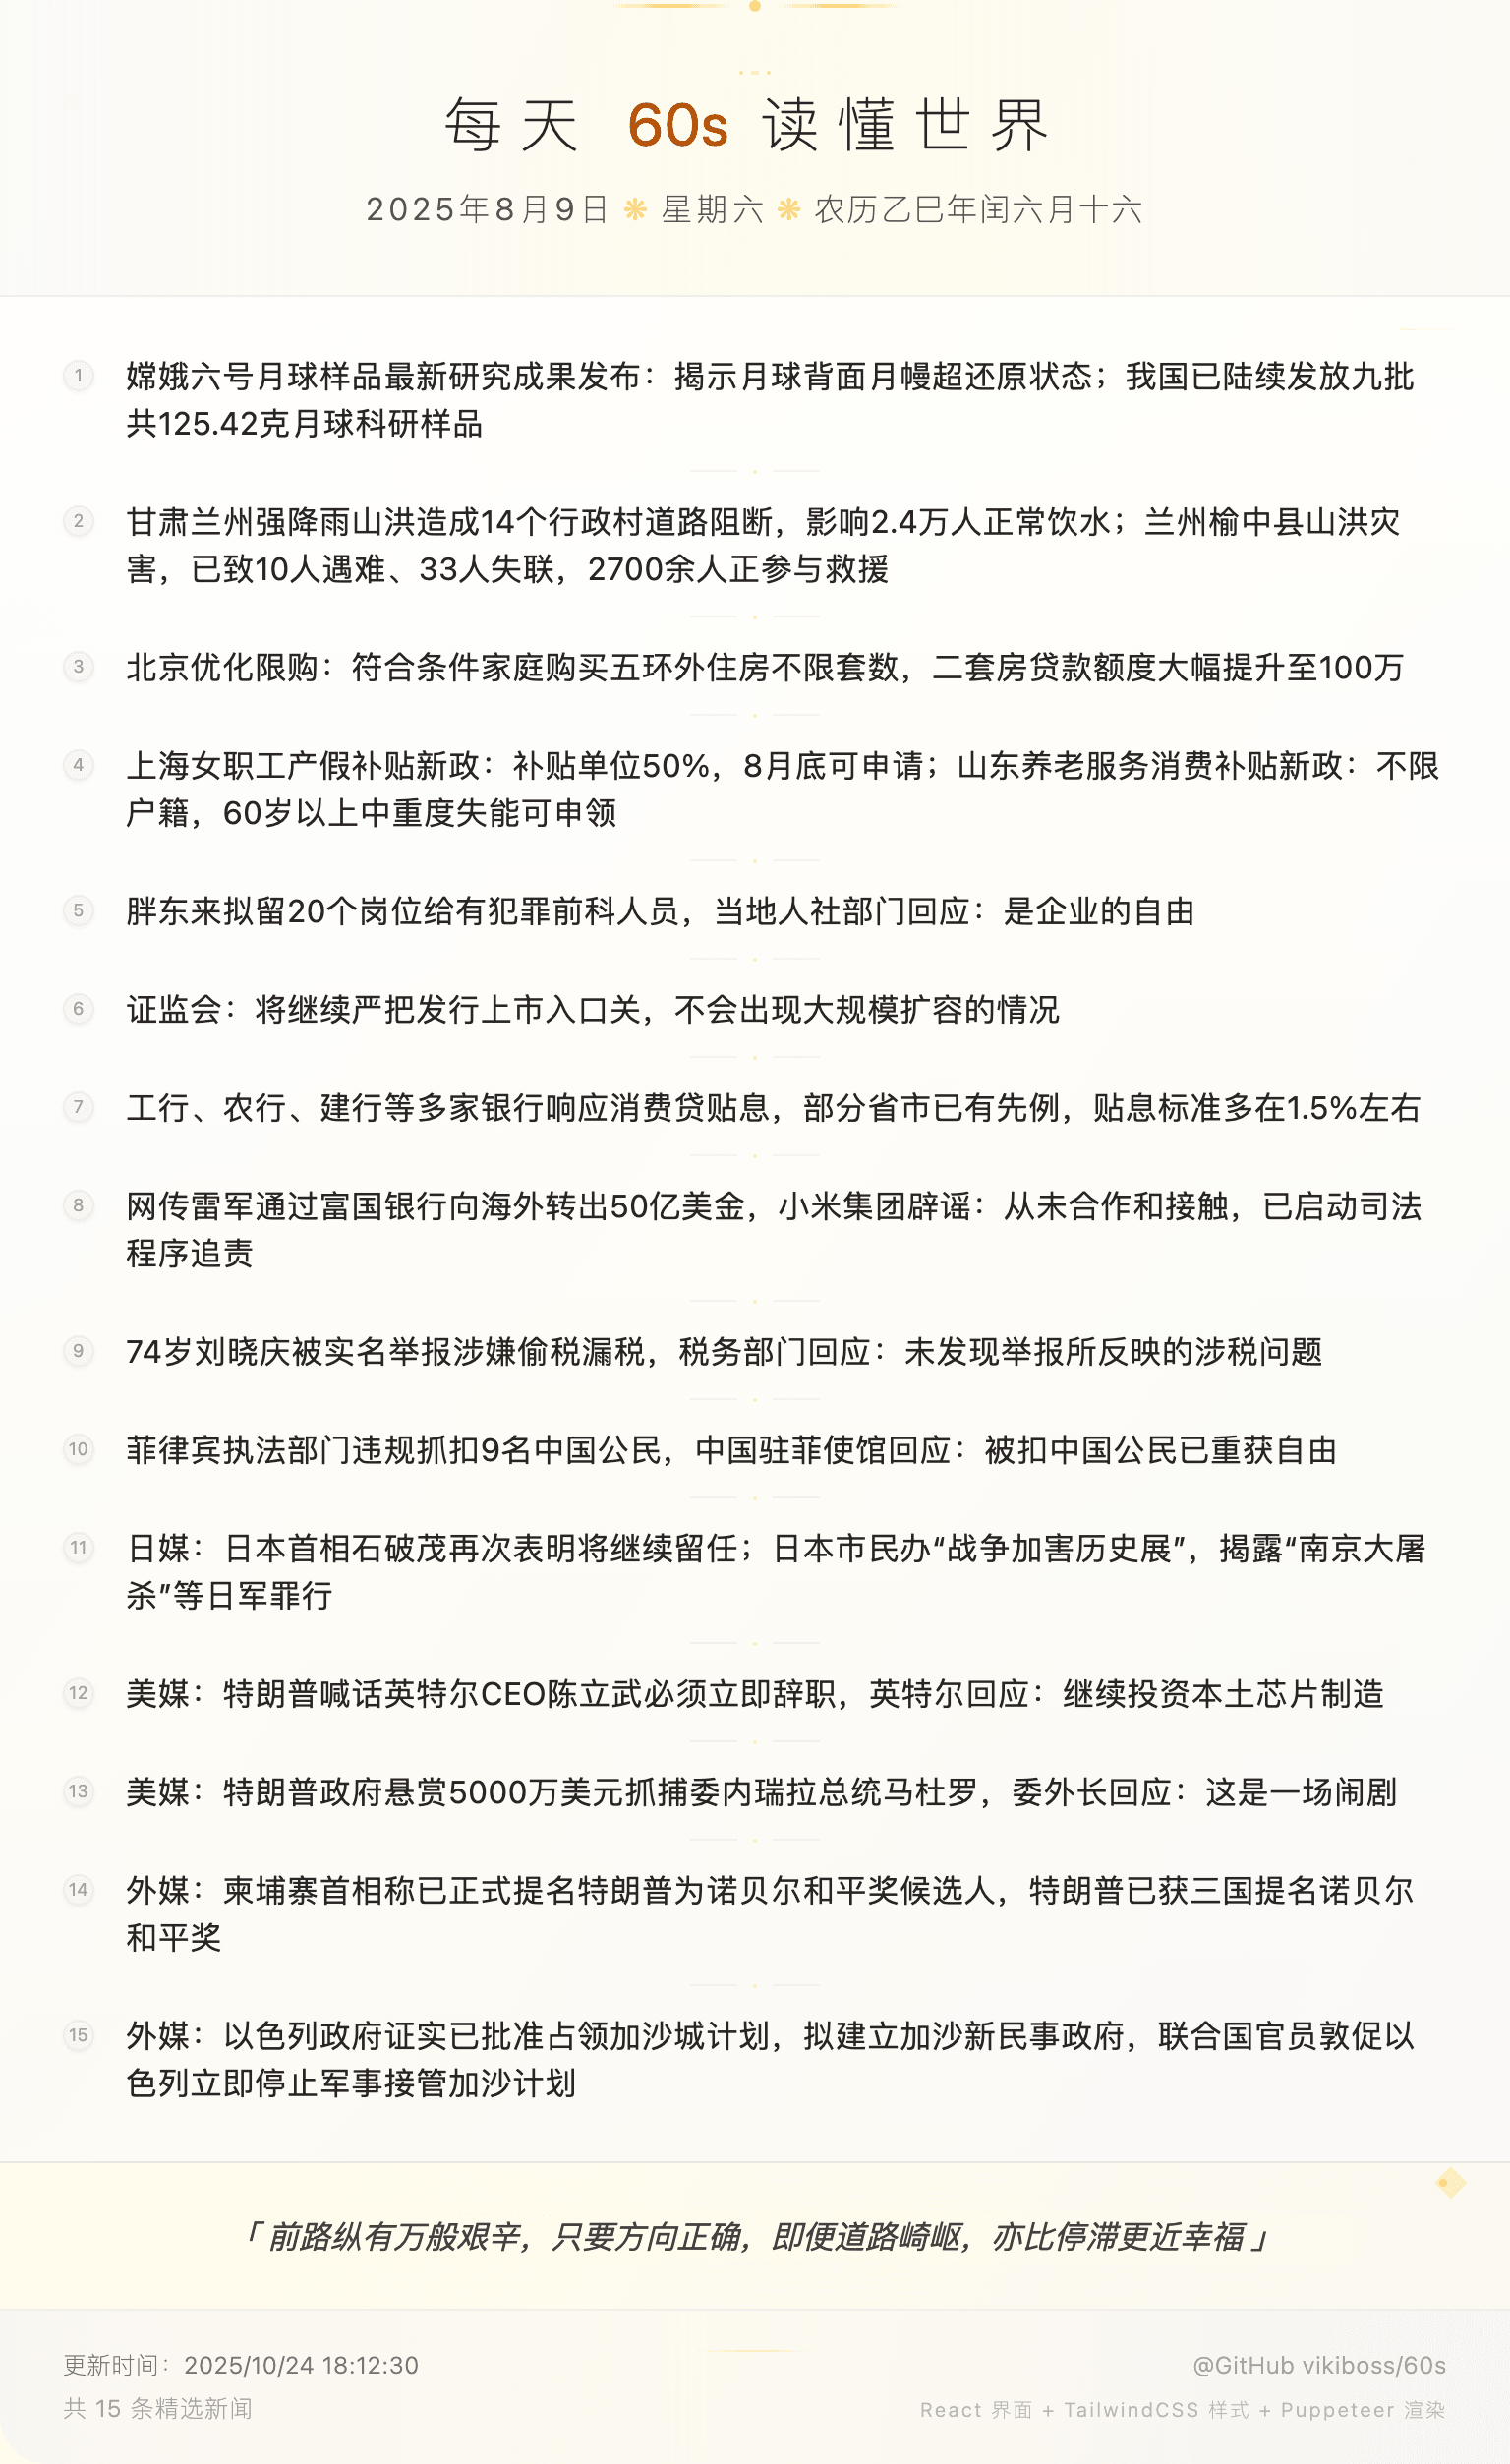 每天 60s 读懂世界
2025年8月9日 ❋ 星期六 ❋ 农历乙巳年闰六月十六
1 嫦娥六号月球样品最新研究成果发布：揭示月球背面月幔超还原状态；我国已陆续发放九批
共125.42克月球科研样品
2 甘肃兰州强降雨山洪造成14个行政村道路阻断，影响2.4万人正常饮水；兰州榆中县山洪灾
害，已致10人遇难、33人失联，2700余人正参与救援
3 北京优化限购：符合条件家庭购买五环外住房不限套数，二套房贷款额度大幅提升至100万
4 上海女职工产假补贴新政：补贴单位50%，8月底可申请；山东养老服务消费补贴新政：不限
户籍，60岁以上中重度失能可申领
5 胖东来拟留20个岗位给有犯罪前科人员，当地人社部门回应：是企业的自由
6 证监会：将继续严把发行上市入口关，不会出现大规模扩容的情况
7 工行、农行、建行等多家银行响应消费贷贴息，部分省市已有先例，贴息标准多在1.5%左右
8 网传雷军通过富国银行向海外转出50亿美金，小米集团辟谣：从未合作和接触，已启动司法
程序追责
9 74岁刘晓庆被实名举报涉嫌偷税漏税，税务部门回应：未发现举报所反映的涉税问题
10 菲律宾执法部门违规抓扣9名中国公民，中国驻菲使馆回应：被扣中国公民已重获自由
11 日媒：日本首相石破茂再次表明将继续留任；日本市民办“战争加害历史展”，揭露“南京大屠
杀”等日军罪行
12 美媒：特朗普喊话英特尔CEO陈立武必须立即辞职，英特尔回应：继续投资本土芯片制造
13 美媒：特朗普政府悬赏5000万美元抓捕委内瑞拉总统马杜罗，委外长回应：这是一场闹剧
14 外媒：柬埔寨首相称已正式提名特朗普为诺贝尔和平奖候选人，特朗普已获三国提名诺贝尔
和平奖
15 外媒：以色列政府证实已批准占领加沙城计划，拟建立加沙新民事政府，联合国官员敦促以
色列立即停止军事接管加沙计划
「 前路纵有万般艰辛，只要方向正确，即便道路崎岖，亦比停滞更近幸福 」
更新时间：2025/10/24 18:12:30
@GitHub vikiboss/60s
共 15 条精选新闻
React 界面 + TailwindCSS 样式 + Puppeteer 渲染